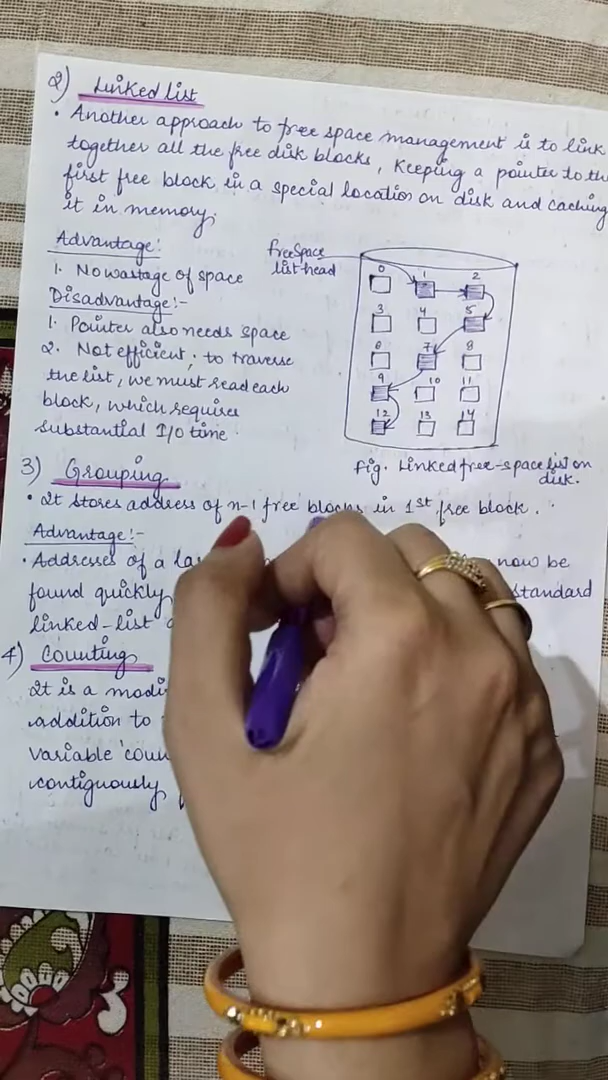 2) Linked list
• Another approach to free space management is to link
together all the free disk blocks, keeping a pointer to the
first free block in a special location on disk and caching
it in memory.
Advantage:
1. No wastage of space
Disadvantage:-
1. Pointer also needs space
2. Not efficient; to traverse
the list, we must read each
block, which requires
substantial I/O time.
free space
list head
0 1 2
3 4 5
6 7 8
9 10 11
12 13 14
fig. Linked free-space list on
disk.
3) Grouping
• It stores address of n-1 free blocks in 1st free block.
Advantage:-
• Addresses of a now be
found quickly standard
linked-list
4) Counting
It is a
addition to
variable
contiguously